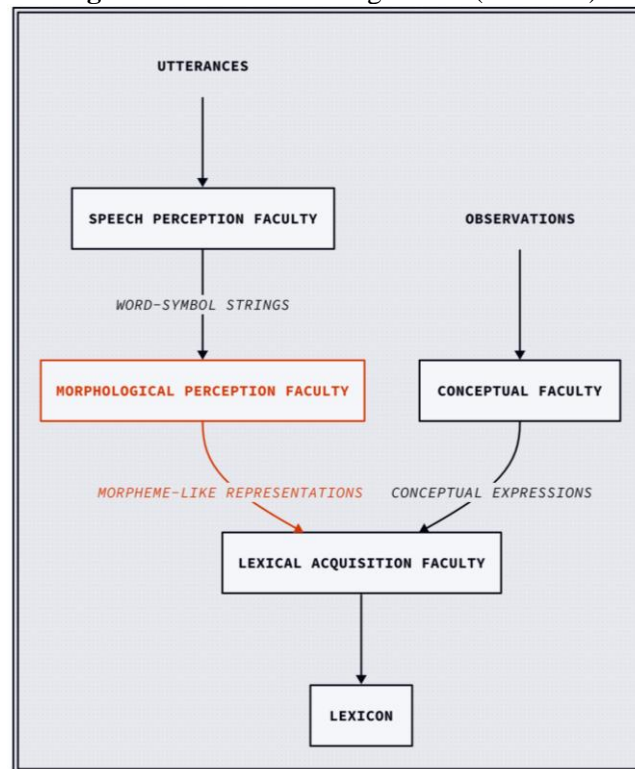 UTTERANCES
SPEECH PERCEPTION FACULTY
OBSERVATIONS
WORD-SYMBOL STRINGS
MORPHOLOGICAL PERCEPTION FACULTY
CONCEPTUAL FACULTY
MORPHEME-LIKE REPRESENTATIONS
CONCEPTUAL EXPRESSIONS
LEXICAL ACQUISITION FACULTY
LEXICON